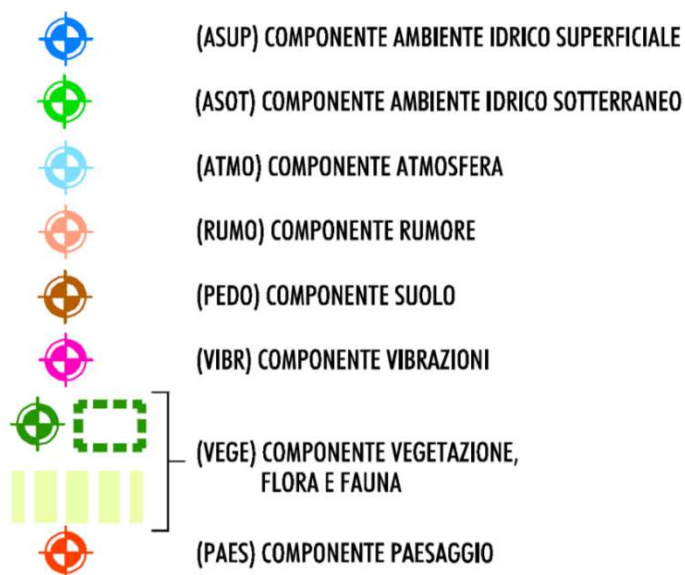 (ASUP) COMPONENTE AMBIENTE IDRICO SUPERFICIALE
(ASOT) COMPONENTE AMBIENTE IDRICO SOTTERRANEO
(ATMO) COMPONENTE ATMOSFERA
(RUMO) COMPONENTE RUMORE
(PEDO) COMPONENTE SUOLO
(VIBR) COMPONENTE VIBRAZIONI
(VEGE) COMPONENTE VEGETAZIONE,
FLORA E FAUNA
(PAES) COMPONENTE PAESAGGIO